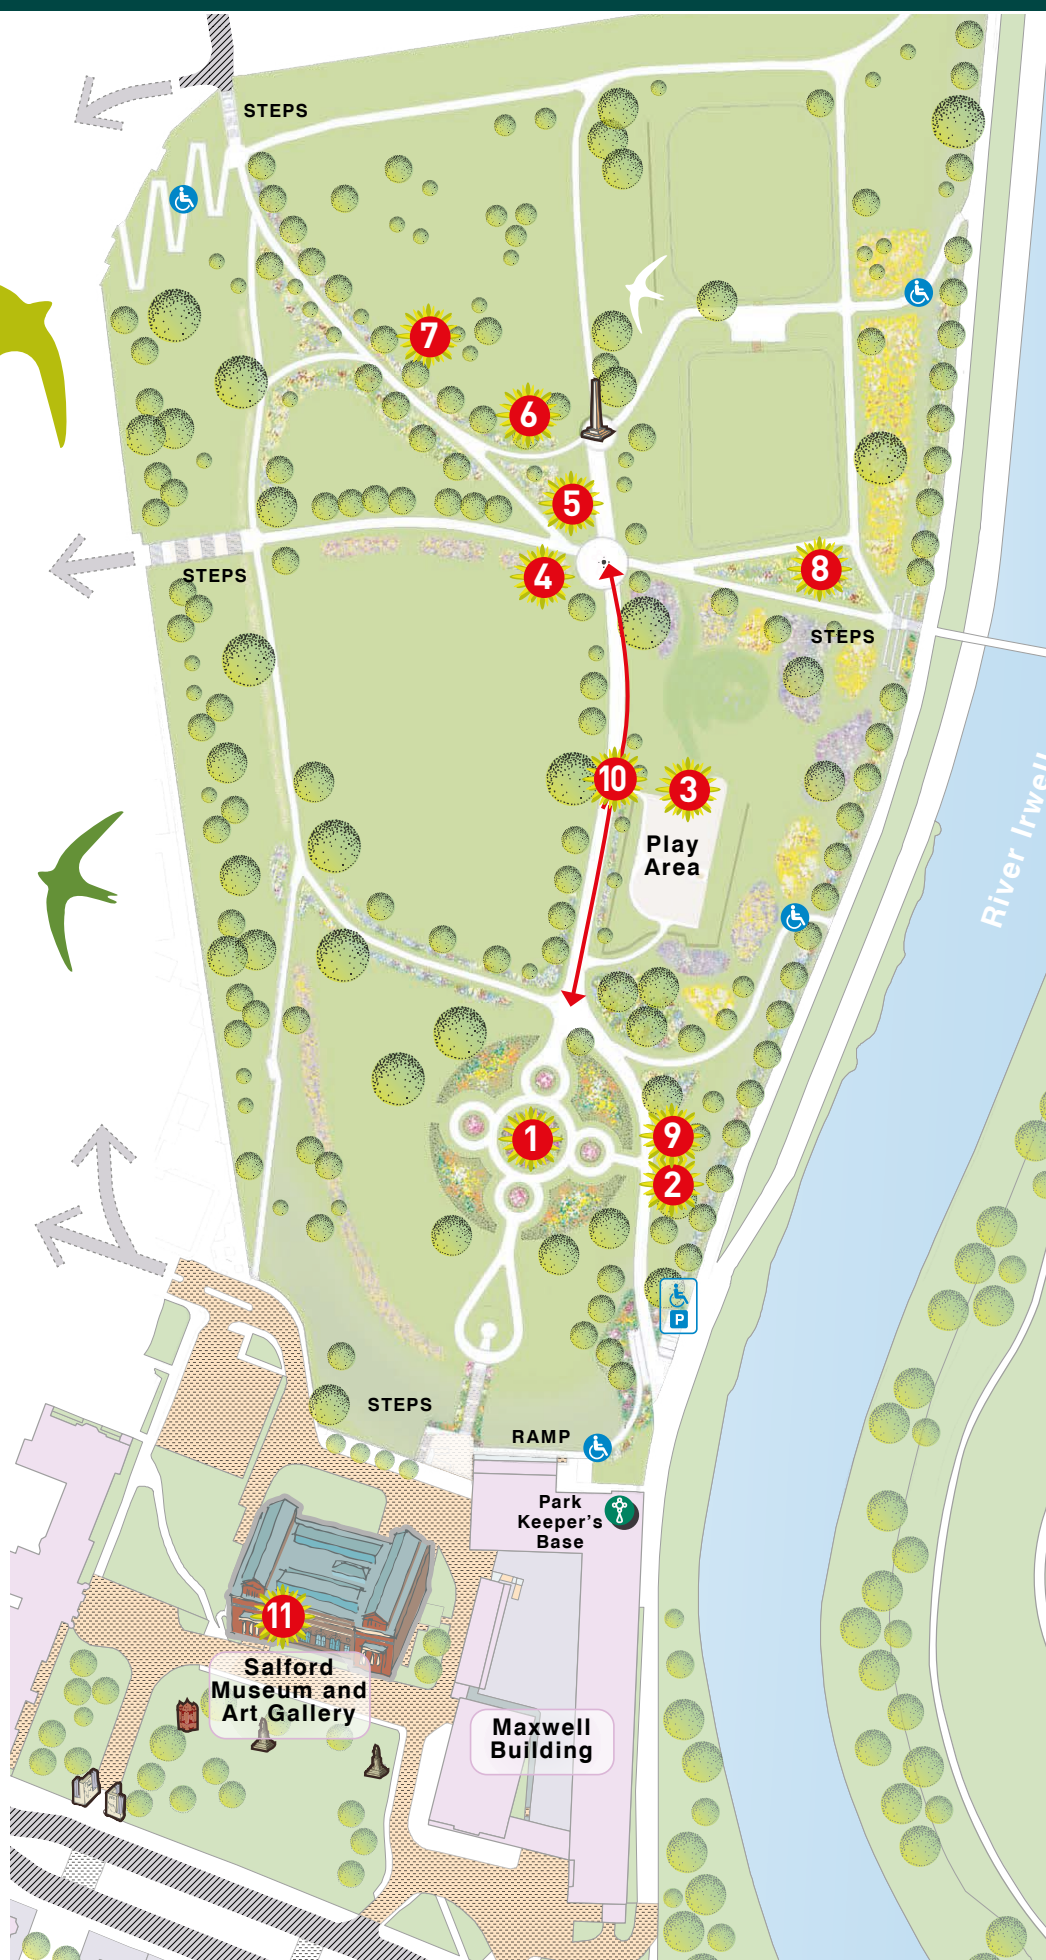 STEPS
7
6
5
4
8
STEPS
STEPS
10
3
Play
Area
River Irwell
1
9
2
P
STEPS
RAMP
Park
Keeper's
Base
11
Salford
Museum and
Art Gallery
Maxwell
Building